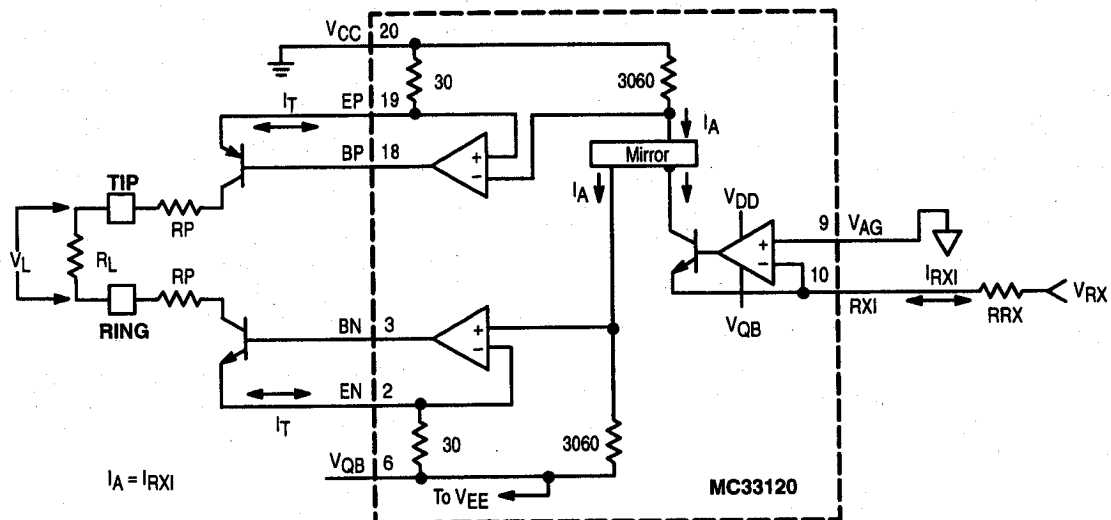 VCC 20
30
3060
IT
EP 19
IA
BP 18
+
−
Mirror
IA
TIP
VDD
RP
9 VAG
+
−
VL
RL
10
IRXI
RP
RXI
VRX
RRX
RING
VQB
BN 3
+
−
EN 2
IT
30
3060
VQB 6
IA = IRXI
To VEE
MC33120